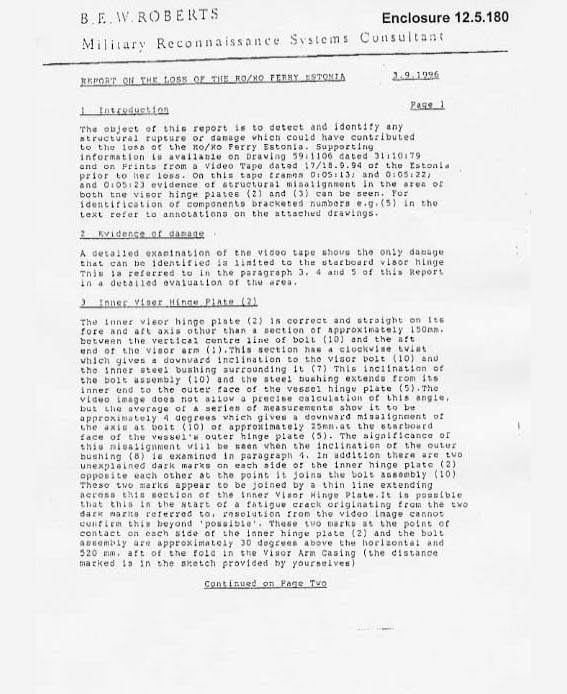 B.E.W.ROBERTS
Enclosure 12.5.180
Military Reconnaissance Systems Consultant
REPORT ON THE LOSS OF THE RO/RO FERRY ESTONIA
3.9.1996
Page 1
1 Introduction
The object of this report is to detect and identify any
structural rupture or damage which could have contributed
to the loss of the Ro/Ro Ferry Estonia. Supporting
information is available on Drawing 59:1106 dated 31:10:79
and on Prints from a Video Tape dated 17/18.9.94 of the Estonia
prior to her loss. On this tape frames 0:05:13; and 0:05:22;
and 0:05:23 evidence of structural misalignment in the area of
both the visor hinge plates (2) and (3) can be seen. For
identification of components bracketed numbers e.g.(5) in the
text refer to annotations on the attached drawings.
2 Evidence of damage
A detailed examination of the video tape shows the only damage
that can be identified is limited to the starboard visor hinge
This is referred to in the paragraph 3, 4 and 5 of this Report
in a detailed evaluation of the area.
3 Inner Visor Hinge Plate (2)
The inner visor hinge plate (2) is correct and straight on its
fore and aft axis other than a section of approximately 150mm.
between the vertical centre line of bolt (10) and the aft
end of the visor arm (1).This section has a clockwise twist
which gives a downward inclination to the visor bolt (10) and
the inner steel bushing surrounding it (7) This inclination of
the bolt assembly (10) and the steel bushing extends from its
inner end to the outer face of the vessel hinge plate (5).The
video image does not allow a precise calculation of this angle,
but the average of a series of measurements show it to be
approximately 4 degrees which gives a downward misalignment of
the axis at bolt (10) of approximately 25mm.at the starboard
face of the vessel's outer hinge plate (5). The significance of
this misalignment will be seen when the inclination of the outer
bushing (8) is examined in paragraph 4. In addition there are two
unexplained dark marks on each side of the inner hinge plate (2)
opposite each other at the point it joins the bolt assembly (10)
These two marks appear to be joined by a thin line extending
across this section of the inner Visor Hinge Plate.It is possible
that this in the start of a fatigue crack originating from the two
dark marks referred to, resolution from the video image cannot
confirm this beyond 'possible'. These two marks at the point of
contact on each side of the inner hinge plate (2) and the bolt
assembly are approximately 30 degrees above the horizontal and
520 mm. aft of the fold in the Visor Arm Casing (the distance
marked is in the sketch provided by yourselves)
Continued on Page Two